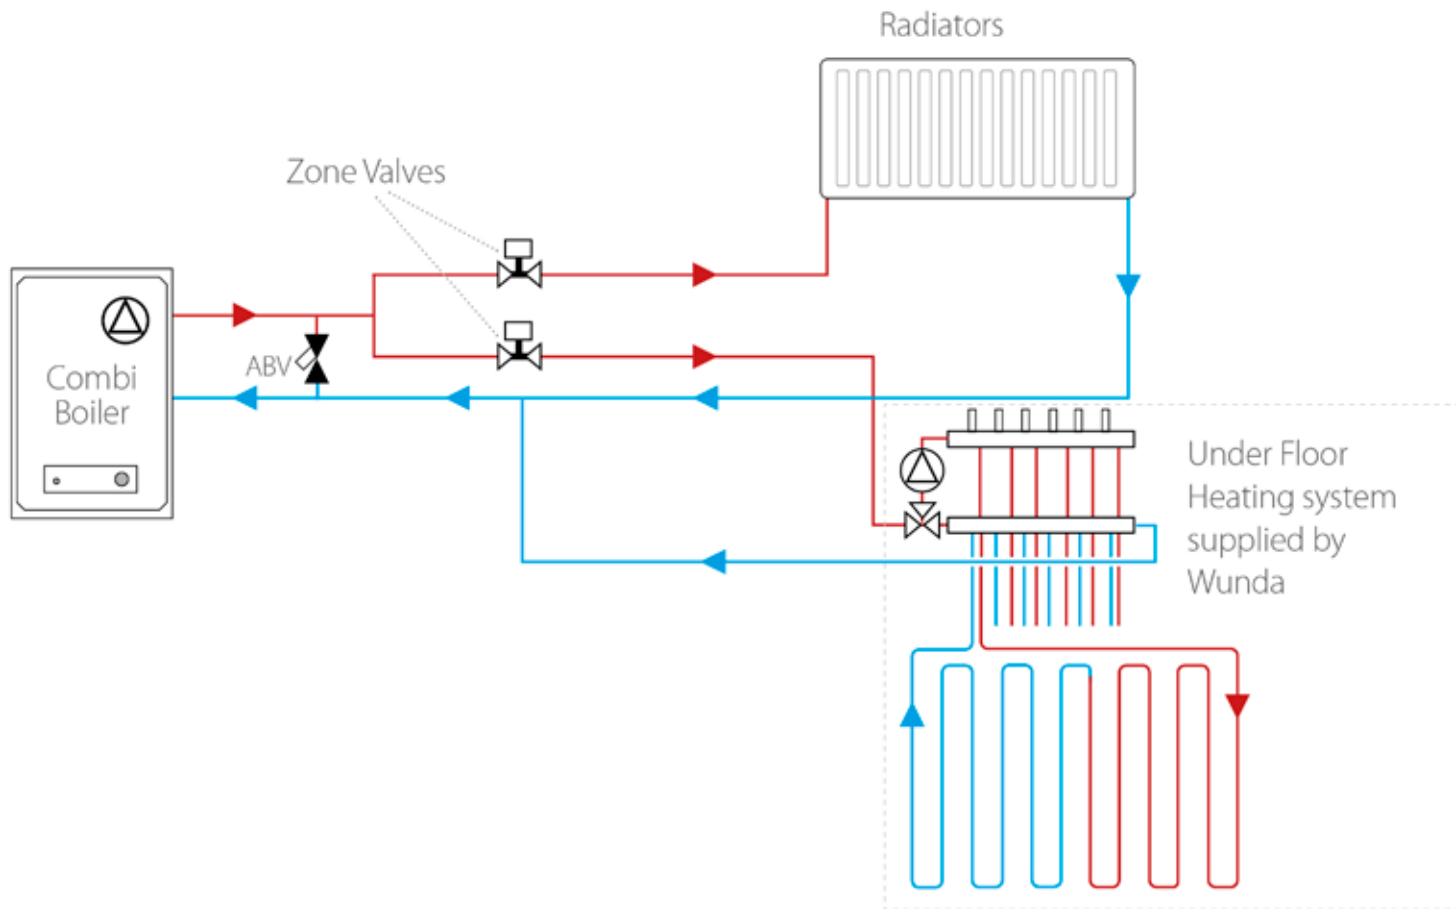 Radiators
Zone Valves
ABV
Combi
Boiler
Under Floor
Heating system
supplied by
Wunda